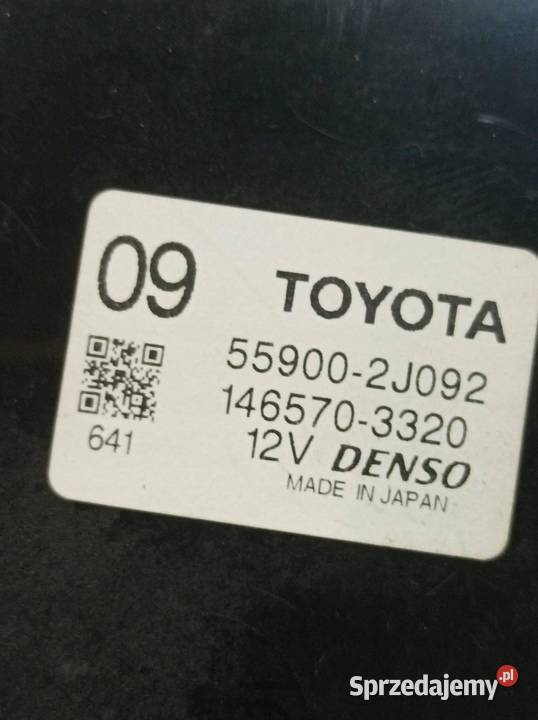 09
TOYOTA
55900-2J092
146570-3320
641
12V DENSO
MADE IN JAPAN
Sprzedajemy.pl